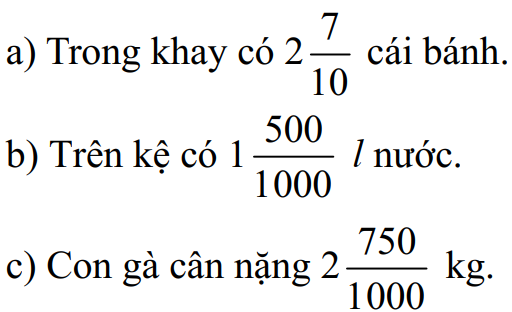 a) Trong khay có 2 7/10 cái bánh.
b) Trên kệ có 1 500/1000 l nước.
c) Con gà cân nặng 2 750/1000 kg.